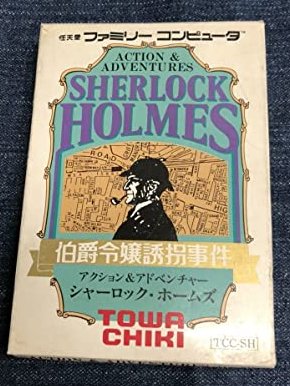 任天堂 ファミリー コンピュータ™
ACTION & ADVENTURES
SHERLOCK
HOLMES
ROAD
伯爵令嬢誘拐事件
アクション&アドベンチャー
シャーロック・ホームズ
TOWA
CHIKI
[TCC-SH]